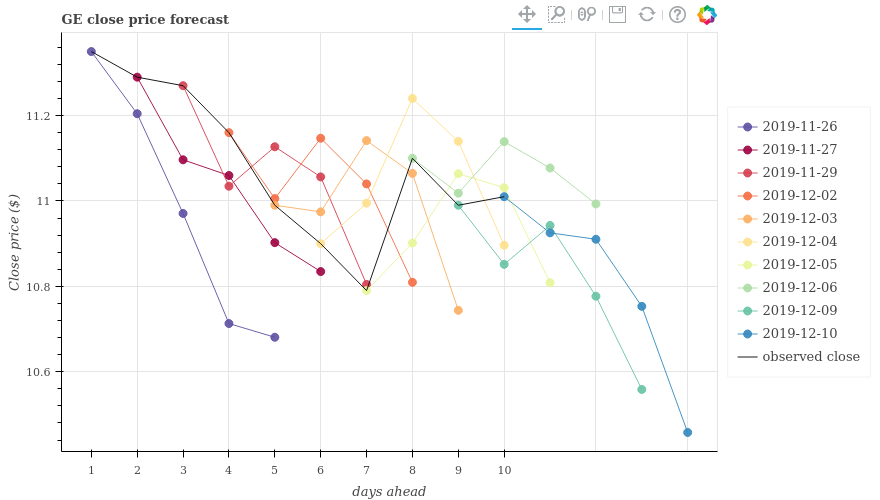 GE close price forecast
11.2
11
10.8
10.6
Close price ($)
1 2 3 4 5 6 7 8 9 10
days ahead
2019-11-26
2019-11-27
2019-11-29
2019-12-02
2019-12-03
2019-12-04
2019-12-05
2019-12-06
2019-12-09
2019-12-10
observed close